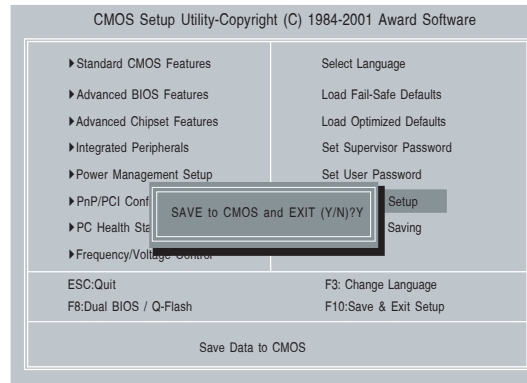 CMOS Setup Utility-Copyright (C) 1984-2001 Award Software
▶Standard CMOS Features
▶Advanced BIOS Features
▶Advanced Chipset Features
▶Integrated Peripherals
▶Power Management Setup
▶PnP/PCI Conf
▶PC Health Sta
▶Frequency/Voltage Control
Select Language
Load Fail-Safe Defaults
Load Optimized Defaults
Set Supervisor Password
Set User Password
Setup
Saving
SAVE to CMOS and EXIT (Y/N)?Y
ESC:Quit
F3: Change Language
F8:Dual BIOS / Q-Flash
F10:Save & Exit Setup
Save Data to CMOS